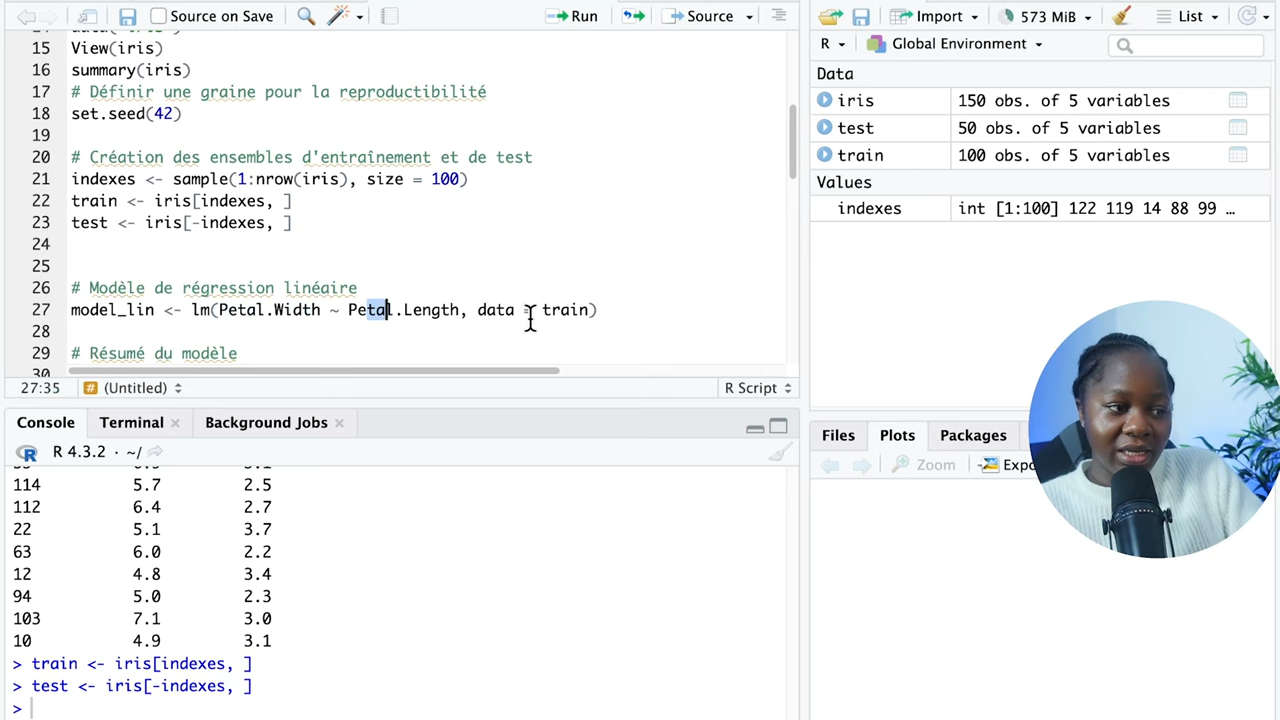 Source on Save
Run
Source
15 View(iris)
16 summary(iris)
17 # Définir une graine pour la reproductibilité
18 set.seed(42)
19
20 # Création des ensembles d'entraînement et de test
21 indexes <- sample(1:nrow(iris), size = 100)
22 train <- iris[indexes, ]
23 test <- iris[-indexes, ]
24
25
26 # Modèle de régression linéaire
27 model_lin <- lm(Petal.Width ~ Petal.Length, data = train)
28
29 # Résumé du modèle
30
27:35 # (Untitled) R Script
Console Terminal Background Jobs
R 4.3.2 · ~/
114 5.7 2.5
112 6.4 2.7
22 5.1 3.7
63 6.0 2.2
12 4.8 3.4
94 5.0 2.3
103 7.1 3.0
10 4.9 3.1
> train <- iris[indexes, ]
> test <- iris[-indexes, ]
>
Import 573 MiB List
R Global Environment
Data
iris 150 obs. of 5 variables
test 50 obs. of 5 variables
train 100 obs. of 5 variables
Values
indexes int [1:100] 122 119 14 88 99 …
Files Plots Packages
Zoom Expo